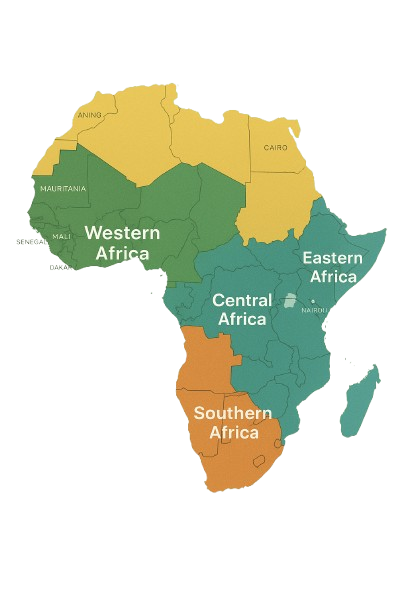 ANING
CAIRO
MAURITANIA
SENEGAL
MALI
DAKAR
Western
Africa
Eastern
Africa
Central
Africa
NAIROBI
Southern
Africa